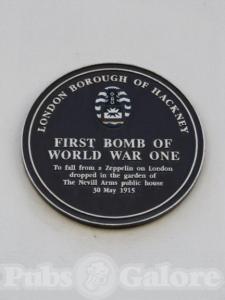 LONDON BOROUGH OF HACKNEY
FIRST BOMB OF
WORLD WAR ONE
To fall from a Zeppelin on London
dropped in the garden of
The Nevill Arms public house
30 May 1915
Pubs Galore